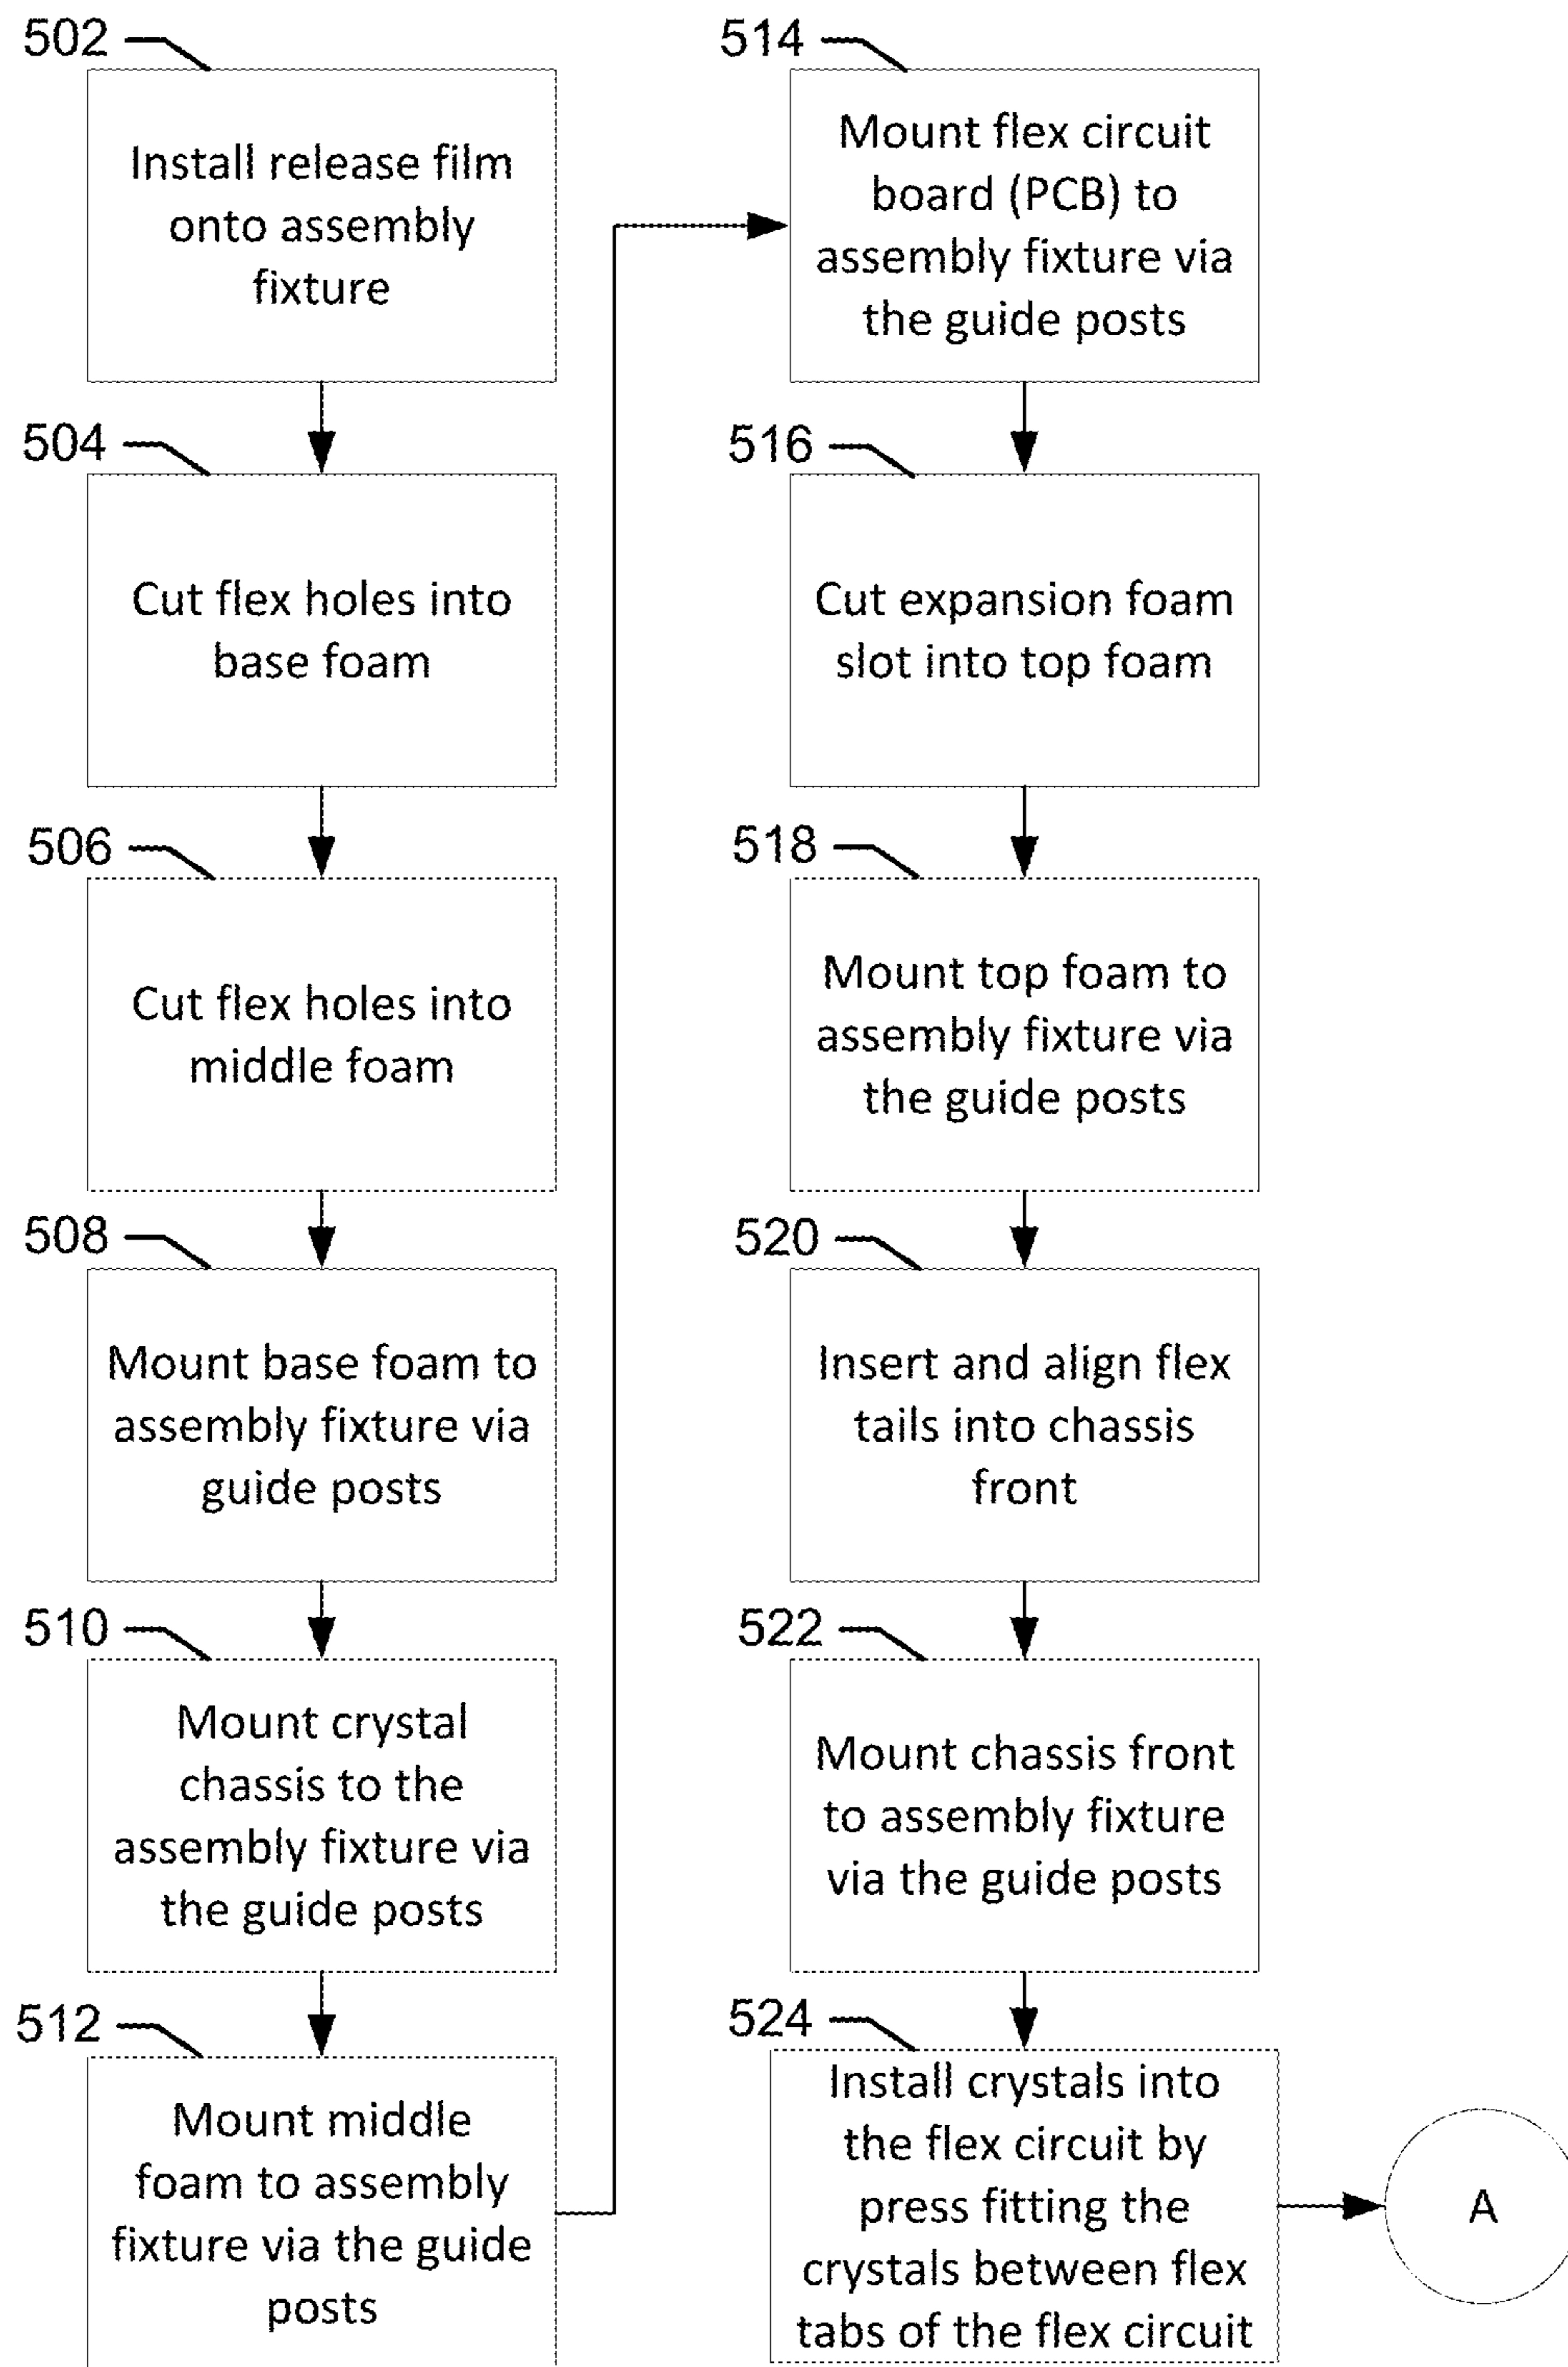 502
Install release film
onto assembly
fixture
504
Cut flex holes into
base foam
506
Cut flex holes into
middle foam
508
Mount base foam to
assembly fixture via
guide posts
510
Mount crystal
chassis to the
assembly fixture via
the guide posts
512
Mount middle
foam to assembly
fixture via the guide
posts
514
Mount flex circuit
board (PCB) to
assembly fixture via
the guide posts
516
Cut expansion foam
slot into top foam
518
Mount top foam to
assembly fixture via
the guide posts
520
Insert and align flex
tails into chassis
front
522
Mount chassis front
to assembly fixture
via the guide posts
524
Install crystals into
the flex circuit by
press fitting the
crystals between flex
tabs of the flex circuit
A